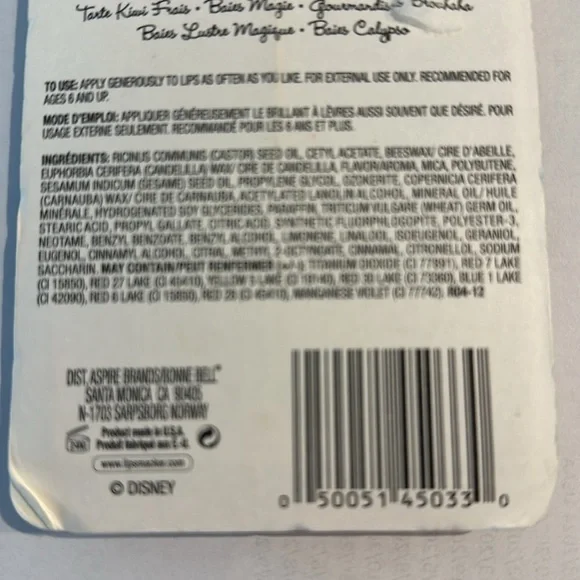 Tarte Kiwi Frais • Baies Magie • Gourmandise Brouhaha
Baies Lustre Magique • Baies Calypso
TO USE: APPLY GENEROUSLY TO LIPS AS OFTEN AS YOU LIKE. FOR EXTERNAL USE ONLY. RECOMMENDED FOR
AGES 6 AND UP.
MODE D'EMPLOI: APPLIQUER GÉNÉREUSEMENT LE BRILLANT À LÈVRES AUSSI SOUVENT QUE DÉSIRÉ. POUR
USAGE EXTERNE SEULEMENT. RECOMMANDÉ POUR LES 6 ANS ET PLUS.
INGRÉDIENTS: RICINUS COMMUNIS (CASTOR) SEED OIL, CETYL ACETATE, BEESWAX/ CIRE D'ABEILLE,
EUPHORBIA CERIFERA (CANDELILLA) WAX/ CIRE DE CANDELILLA, FLAVOR/AROMA, MICA, POLYBUTENE,
SESAMUM INDICUM (SESAME) SEED OIL, PROPYLENE GLYCOL, OZOKERITE, COPERNICIA CERIFERA
(CARNAUBA) WAX/ CIRE DE CARNAUBA, ACETYLATED LANOLIN ALCOHOL, MINERAL OIL/ HUILE
MINÉRALE, HYDROGENATED SOY GLYCERIDES, PARAFFIN, TRITICUM VULGARE (WHEAT) GERM OIL,
STEARIC ACID, PROPYL GALLATE, CITRIC ACID, SYNTHETIC FLUORPHLOGOPITE, POLYESTER-3,
NEOTAME, BENZYL BENZOATE, BENZYL ALCOHOL, LIMONENE, LINALOOL, ISOEUGENOL, GERANIOL,
EUGENOL, CINNAMYL ALCOHOL, CITRAL, METHYL 2-OCTYNOATE, CINNAMAL, CITRONELLOL, SODIUM
SACCHARIN. MAY CONTAIN/PEUT RENFERMER (+/-): TITANIUM DIOXIDE (CI 77891), RED 7 LAKE
(CI 15850), RED 27 LAKE (CI 45410), YELLOW 5 LAKE (CI 19140), RED 30 LAKE (CI 73360), BLUE 1 LAKE
(CI 42090), RED 6 LAKE (CI 15850), RED 28 (CI 45410), MANGANESE VIOLET (CI 77742). R04-12
DIST. ASPIRE BRANDS/BONNE BELL™
SANTA MONICA CA 90405
N-1703 SARPSBORG NORWAY
Product made in U.S.A.
Produit fabriqué aux É.-U.
24M
www.lipsmacker.com
© DISNEY
0 50051 45033 0